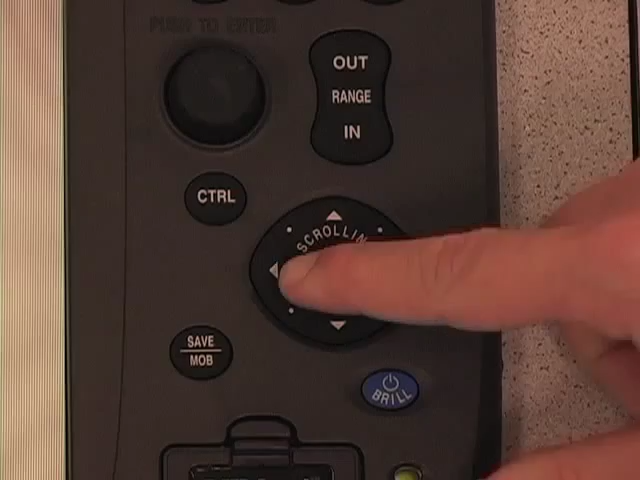 PUSH TO ENTER
OUT
RANGE
IN
CTRL
SCROLLIN
SAVE
MOB
BRILL